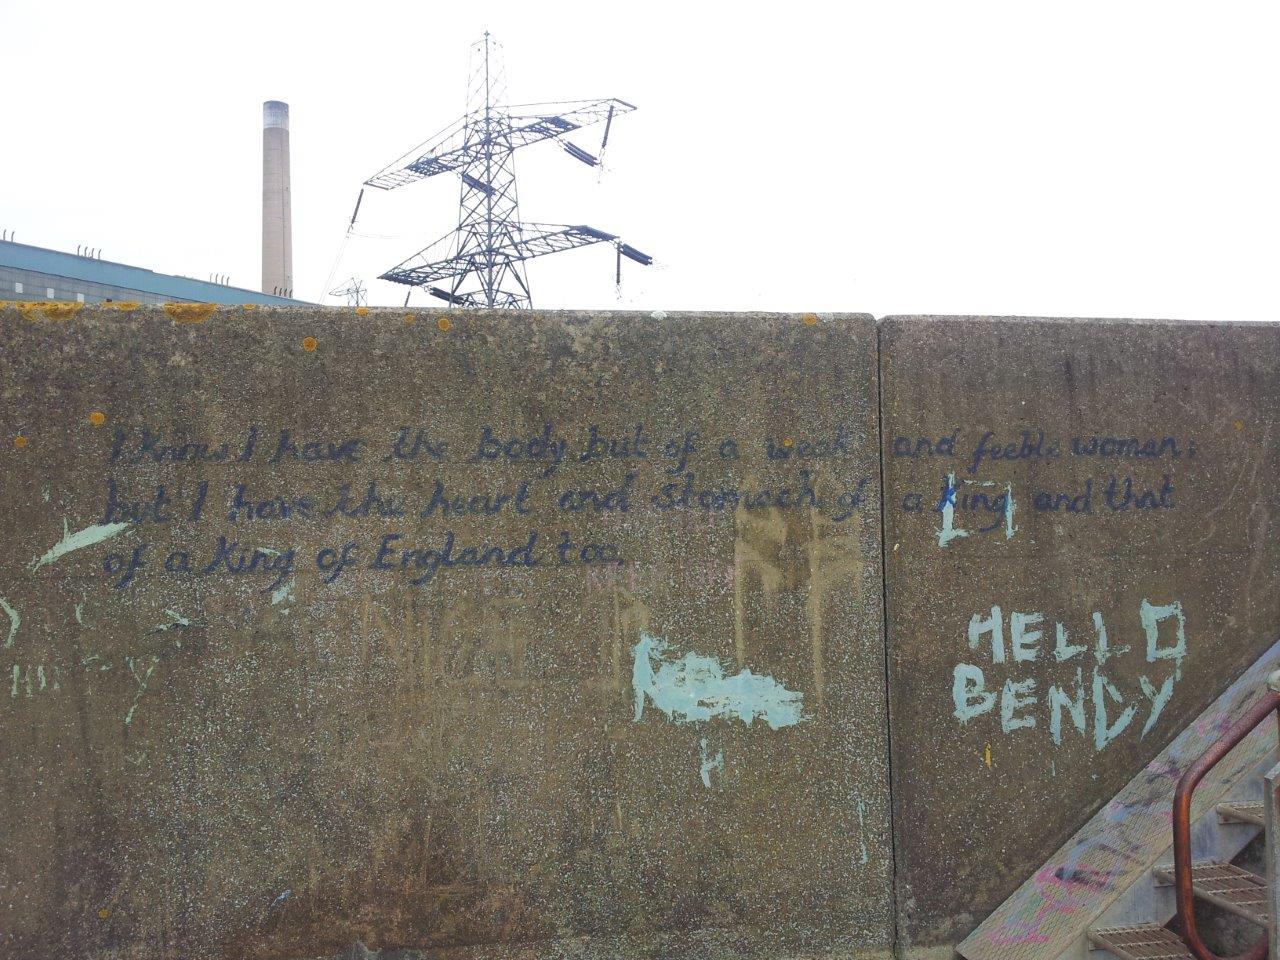 I know I have the body but of a weak and feeble woman;
but I have the heart and stomach of a King and that
of a King of England too.
HELLO
BENDY